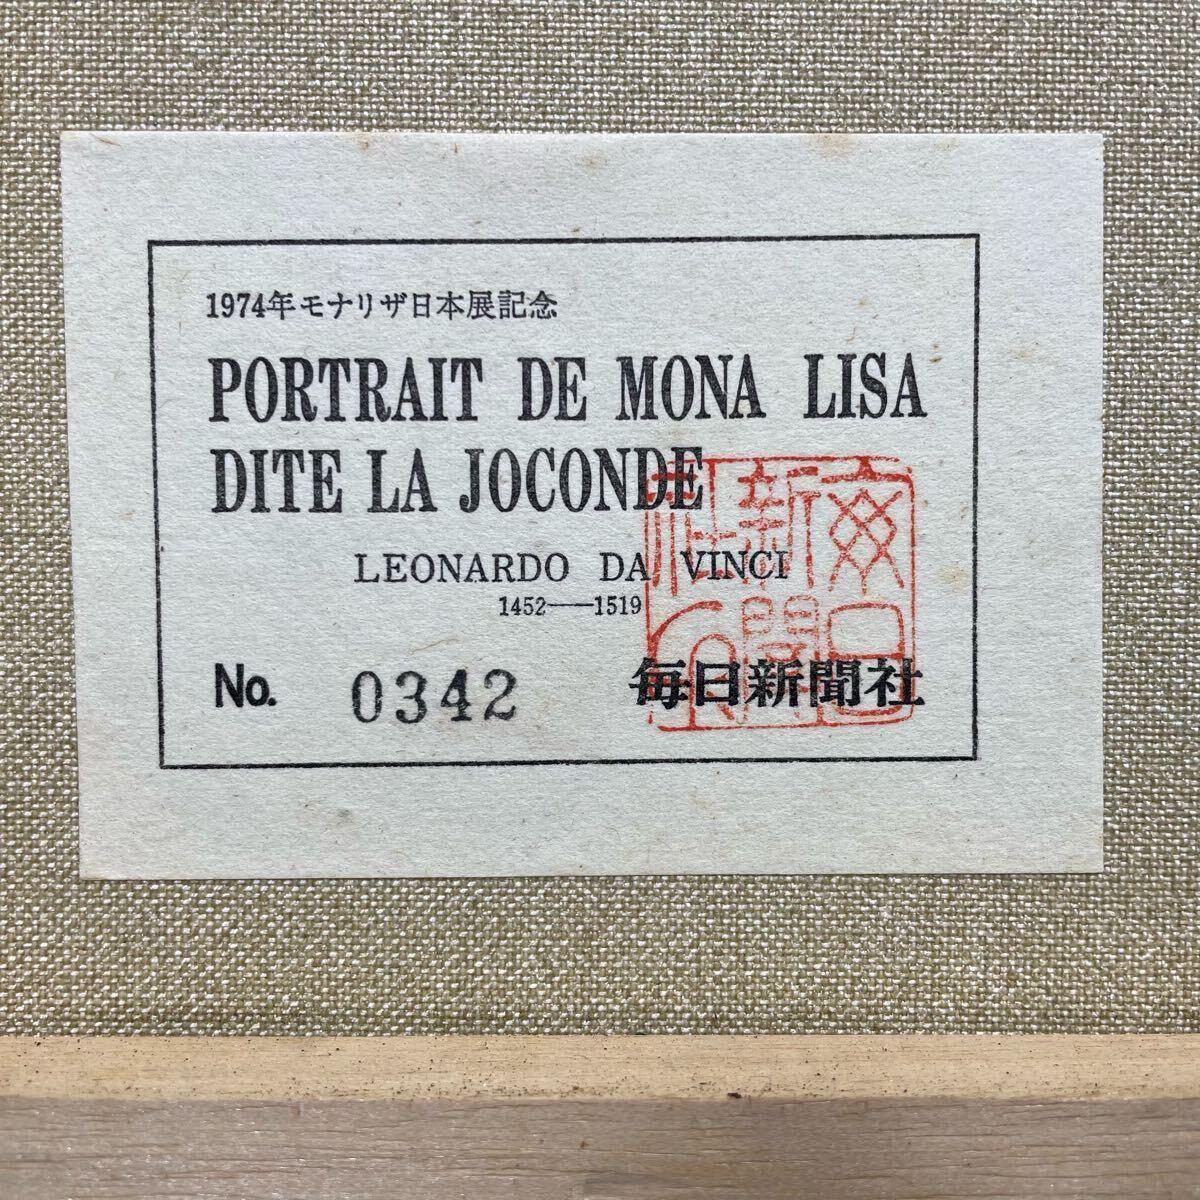 1974年モナリザ日本展記念
PORTRAIT DE MONA LISA
DITE LA JOCONDE
LEONARDO DA VINCI
1452—1519
No. 0342
毎日新聞社